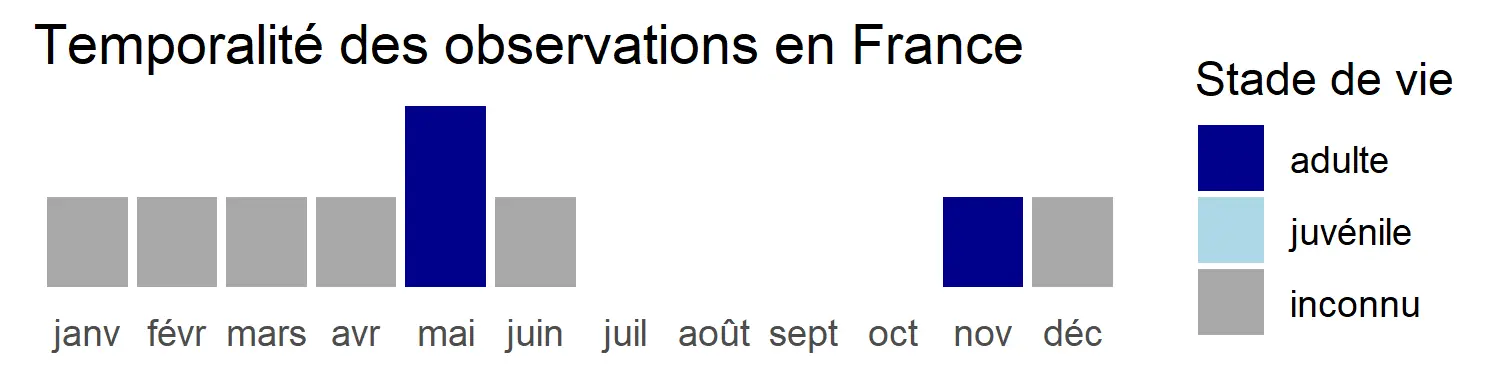 Temporalité des observations en France
janv févr mars avr mai juin juil août sept oct nov déc
Stade de vie
adulte
juvénile
inconnu